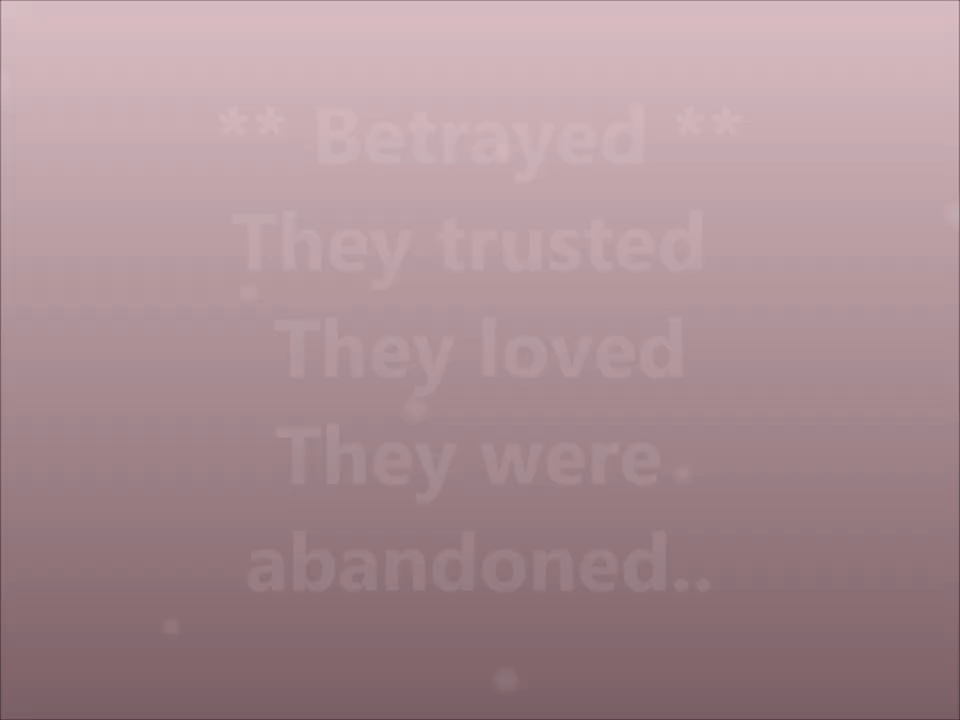 ** Betrayed **
They trusted
They loved
They were
abandoned..